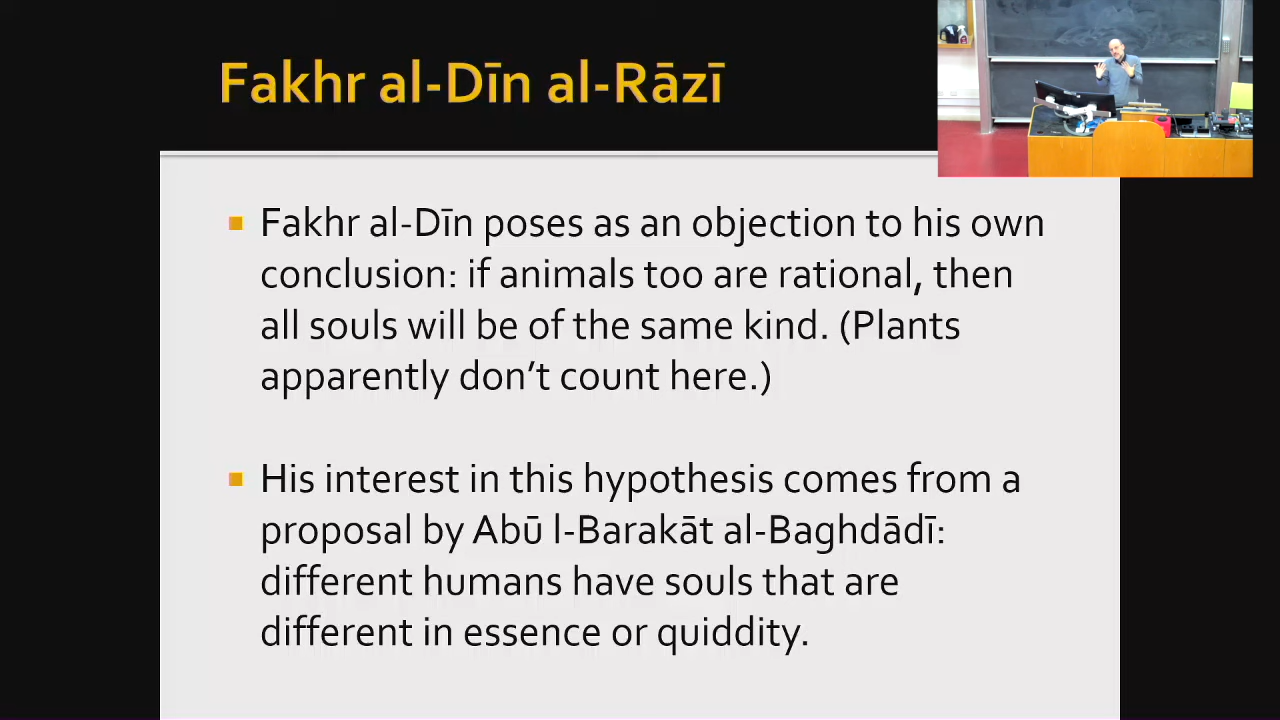 Fakhr al-Dīn al-Rāzī
Fakhr al-Dīn poses as an objection to his own
conclusion: if animals too are rational, then
all souls will be of the same kind. (Plants
apparently don’t count here.)
His interest in this hypothesis comes from a
proposal by Abū l-Barakāt al-Baghdādī:
different humans have souls that are
different in essence or quiddity.